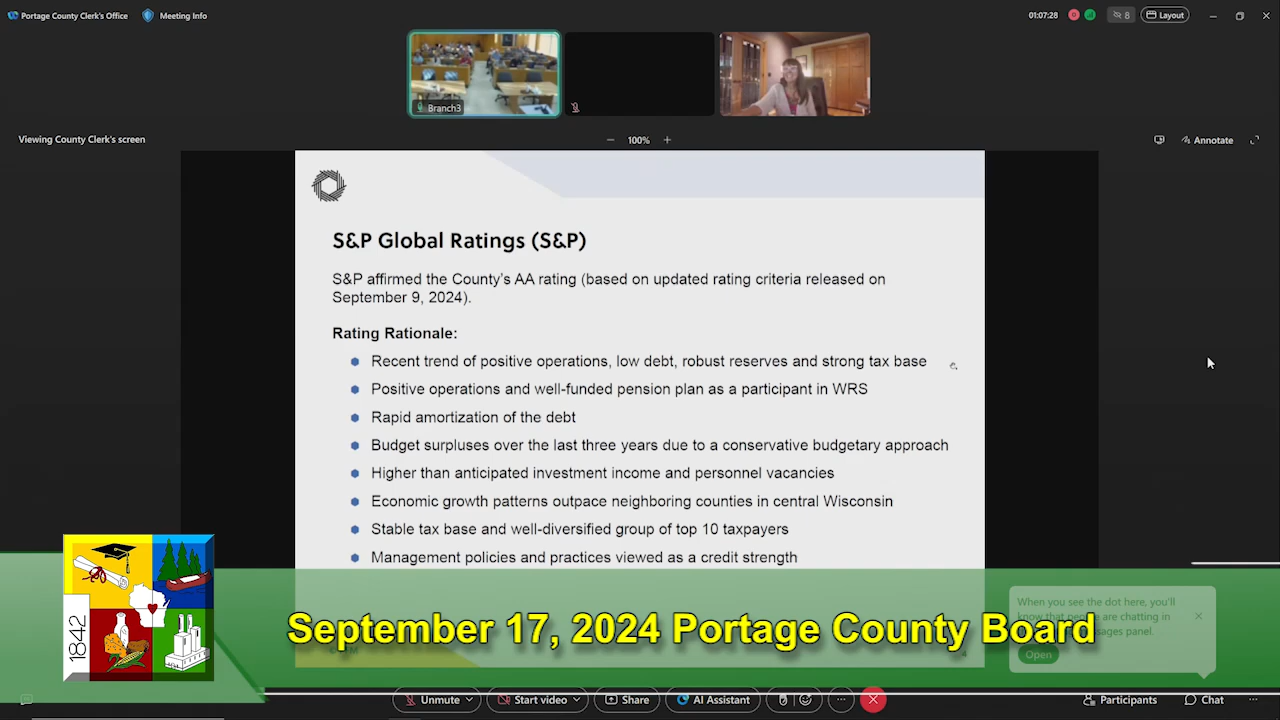 Portage County Clerk's Office
Meeting Info
01:07:28
8
Layout
Branch3
Viewing County Clerk's screen
100%
Annotate
S&P Global Ratings (S&P)
S&P affirmed the County's AA rating (based on updated rating criteria released on
September 9, 2024).
Rating Rationale:
Recent trend of positive operations, low debt, robust reserves and strong tax base
Positive operations and well-funded pension plan as a participant in WRS
Rapid amortization of the debt
Budget surpluses over the last three years due to a conservative budgetary approach
Higher than anticipated investment income and personnel vacancies
Economic growth patterns outpace neighboring counties in central Wisconsin
Stable tax base and well-diversified group of top 10 taxpayers
Management policies and practices viewed as a credit strength
1842
September 17, 2024 Portage County Board
When you see the dot here, you'll
know that are chatting in
panel.
Open
Unmute
Start video
Share
AI Assistant
Participants
Chat